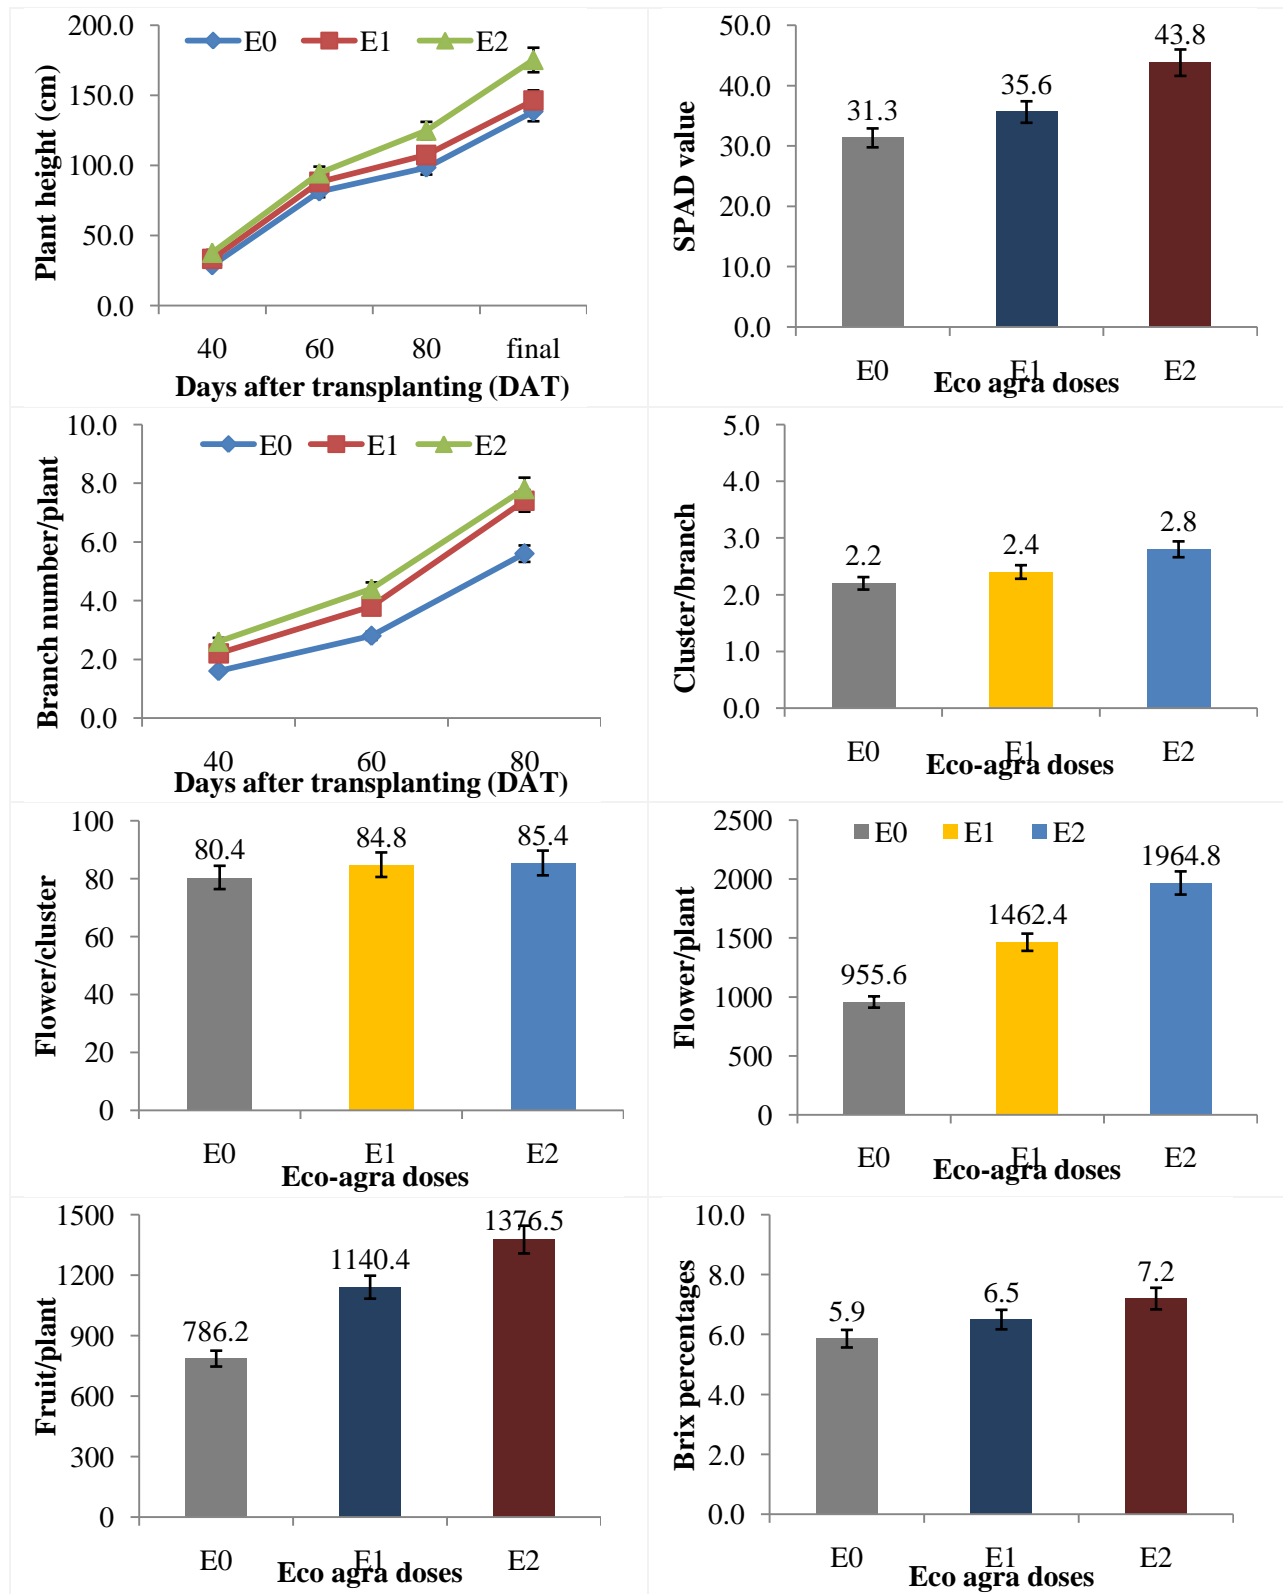 200.0
150.0
100.0
50.0
0.0
Plant height (cm)
E0 E1 E2
40 60 80 final
Days after transplanting (DAT)
50.0
40.0
30.0
20.0
10.0
0.0
SPAD value
31.3
35.6
43.8
E0 E1 E2
Eco agra doses
10.0
8.0
6.0
4.0
2.0
0.0
Branch number/plant
E0 E1 E2
40 60 80
Days after transplanting (DAT)
5.0
4.0
3.0
2.0
1.0
0.0
Cluster/branch
2.2
2.4
2.8
E0 E1 E2
Eco-agra doses
100
80
60
40
20
0
Flower/cluster
80.4
84.8
85.4
E0 E1 E2
Eco-agra doses
2500
2000
1500
1000
500
0
Flower/plant
E0 E1 E2
955.6
1462.4
1964.8
E0 E1 E2
Eco-agra doses
1500
1200
900
600
300
0
Fruit/plant
786.2
1140.4
1376.5
E0 E1 E2
Eco agra doses
10.0
8.0
6.0
4.0
2.0
0.0
Brix percentages
5.9
6.5
7.2
E0 E1 E2
Eco agra doses